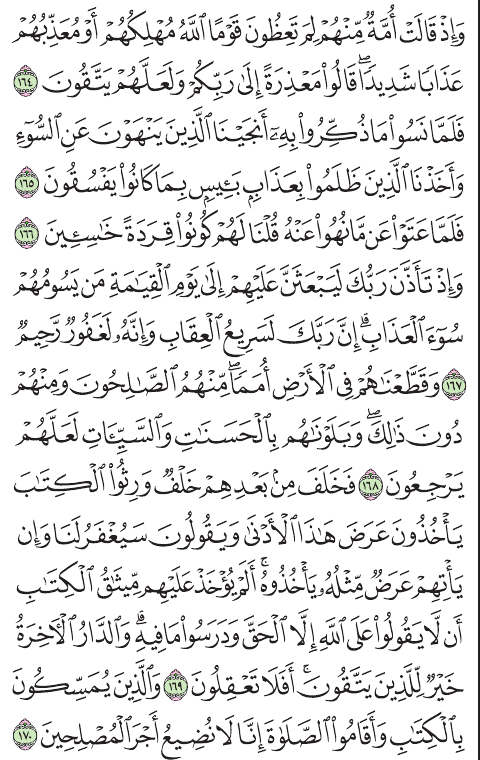 وَإِذْ قَالَتْ أُمَّةٌ مِّنْهُمْ لِمَ تَعِظُونَ قَوْمًا ٱللَّهُ مُهْلِكُهُمْ أَوْ مُعَذِّبُهُمْ
عَذَابًا شَدِيدًا ۖ قَالُوا۟ مَعْذِرَةً إِلَىٰ رَبِّكُمْ وَلَعَلَّهُمْ يَتَّقُونَ ١٦٤
فَلَمَّا نَسُوا۟ مَا ذُكِّرُوا۟ بِهِۦٓ أَنجَيْنَا ٱلَّذِينَ يَنْهَوْنَ عَنِ ٱلسُّوٓءِ
وَأَخَذْنَا ٱلَّذِينَ ظَلَمُوا۟ بِعَذَابٍۭ بَـِٔيسٍۭ بِمَا كَانُوا۟ يَفْسُقُونَ ١٦٥
فَلَمَّا عَتَوْا۟ عَن مَّا نُهُوا۟ عَنْهُ قُلْنَا لَهُمْ كُونُوا۟ قِرَدَةً خَـٰسِـِٔينَ ١٦٦
وَإِذْ تَأَذَّنَ رَبُّكَ لَيَبْعَثَنَّ عَلَيْهِمْ إِلَىٰ يَوْمِ ٱلْقِيَـٰمَةِ مَن يَسُومُهُمْ
سُوٓءَ ٱلْعَذَابِ ۗ إِنَّ رَبَّكَ لَسَرِيعُ ٱلْعِقَابِ ۖ وَإِنَّهُۥ لَغَفُورٌ رَّحِيمٌ
١٦٧ وَقَطَّعْنَـٰهُمْ فِى ٱلْأَرْضِ أُمَمًا ۖ مِّنْهُمُ ٱلصَّـٰلِحُونَ وَمِنْهُمْ
دُونَ ذَٰلِكَ ۖ وَبَلَوْنَـٰهُم بِٱلْحَسَنَـٰتِ وَٱلسَّيِّـَٔاتِ لَعَلَّهُمْ
يَرْجِعُونَ ١٦٨ فَخَلَفَ مِنۢ بَعْدِهِمْ خَلْفٌ وَرِثُوا۟ ٱلْكِتَـٰبَ
يَأْخُذُونَ عَرَضَ هَـٰذَا ٱلْأَدْنَىٰ وَيَقُولُونَ سَيُغْفَرُ لَنَا وَإِن
يَأْتِهِمْ عَرَضٌ مِّثْلُهُۥ يَأْخُذُوهُ ۚ أَلَمْ يُؤْخَذْ عَلَيْهِم مِّيثَـٰقُ ٱلْكِتَـٰبِ
أَن لَّا يَقُولُوا۟ عَلَى ٱللَّهِ إِلَّا ٱلْحَقَّ وَدَرَسُوا۟ مَا فِيهِ ۗ وَٱلدَّارُ ٱلْـَٔاخِرَةُ
خَيْرٌ لِّلَّذِينَ يَتَّقُونَ ۗ أَفَلَا تَعْقِلُونَ ١٦٩ وَٱلَّذِينَ يُمَسِّكُونَ
بِٱلْكِتَـٰبِ وَأَقَامُوا۟ ٱلصَّلَوٰةَ إِنَّا لَا نُضِيعُ أَجْرَ ٱلْمُصْلِحِينَ ١٧٠